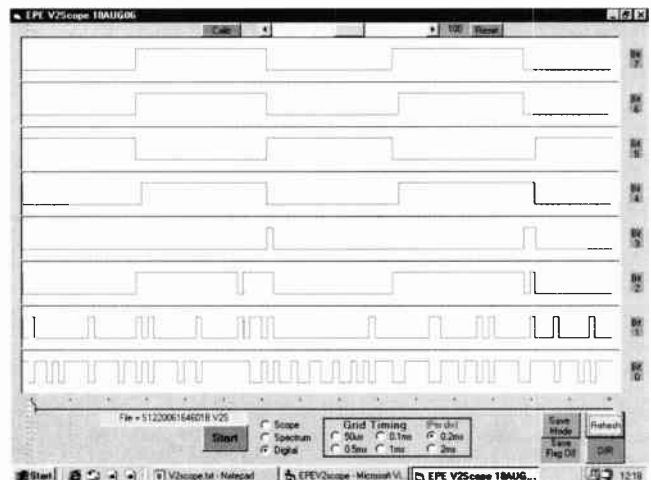 EPE V2Scope 18AUG06
Calc 100 Reset
Bit 7
Bit 6
Bit 5
Bit 4
Bit 3
Bit 2
Bit 1
Bit 0
File = 51220061646018.V2S
Start
Scope
Spectrum
Digital
Grid Timing (Per div)
50us 0.1ms 0.2ms
0.5ms 1ms 2ms
Save Mode
Save Flag Off
Refresh
DIR
Start V2scope.txt - Notepad EPEV2scope - Microsoft Vi... EPE V2Scope 18AUG... 12:18